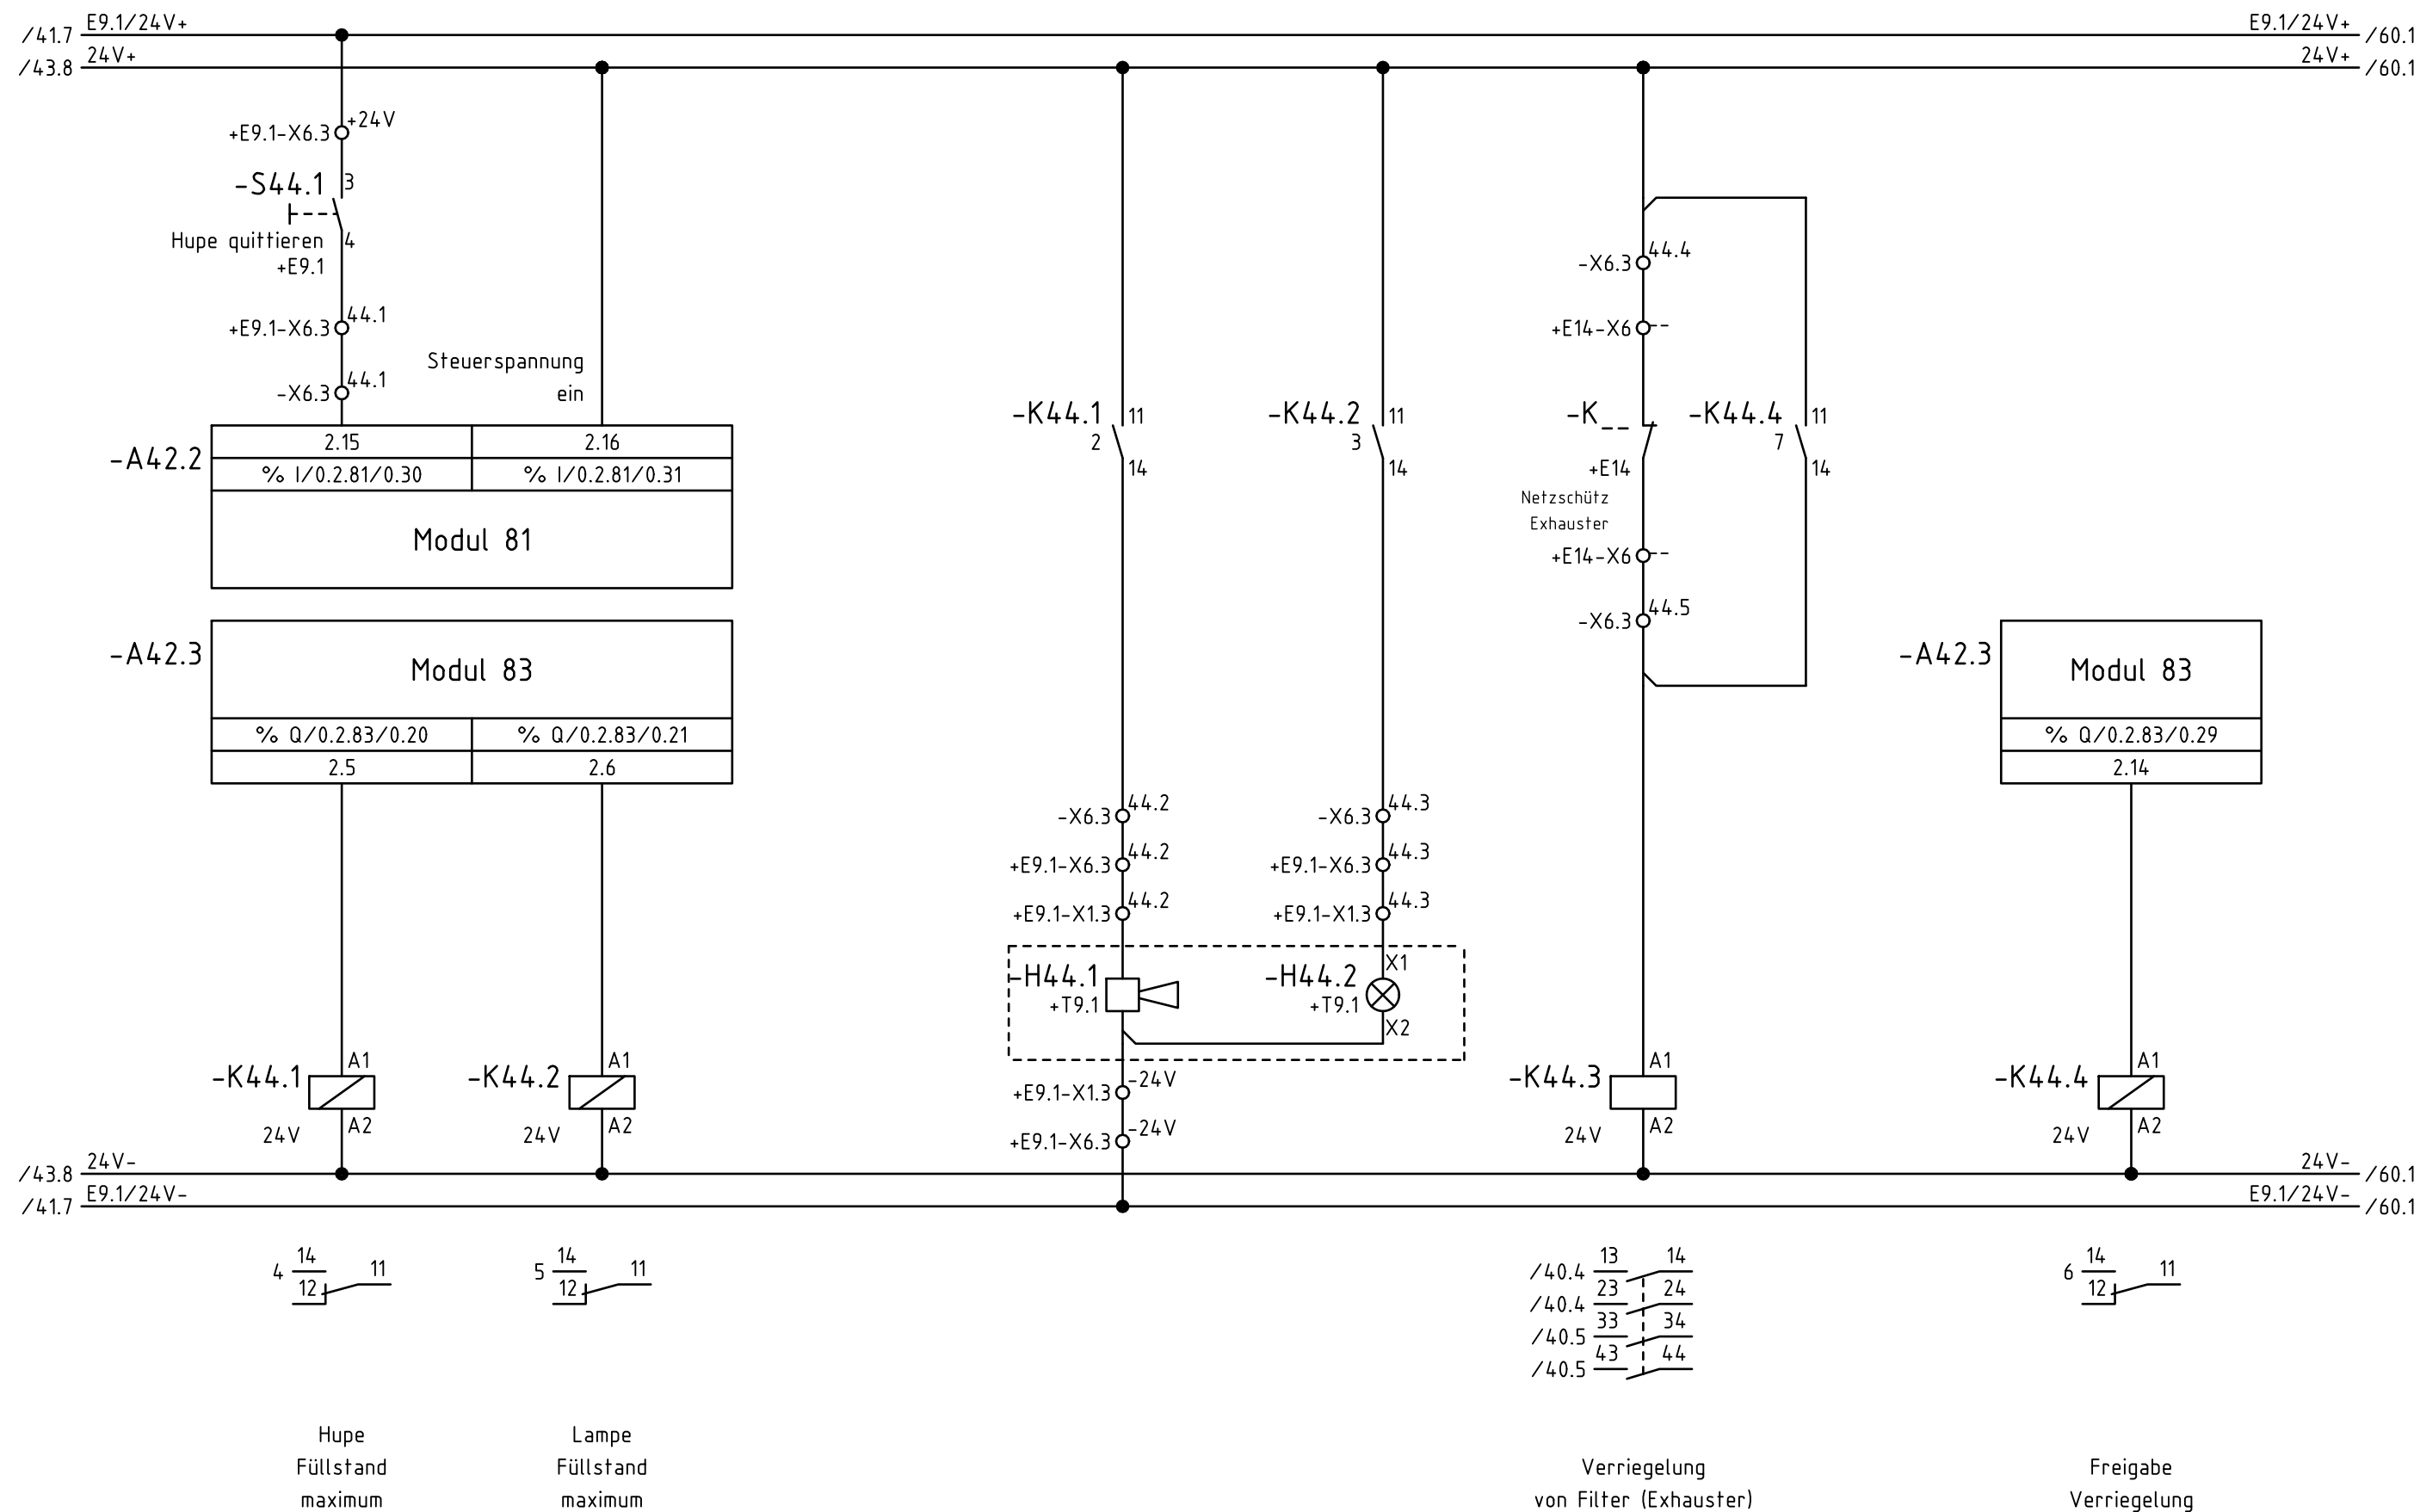 E9.1/24V+
/41.7
E9.1/24V+
/60.1
24V+
/43.8
24V+
/60.1
+E9.1-X6.3
+24V
-S44.1
3
Hupe quittieren
4
+E9.1
+E9.1-X6.3
44.1
-X6.3
44.1
Steuerspannung
ein
-A42.2
2.15
2.16
% I/0.2.81/0.30
% I/0.2.81/0.31
Modul 81
-A42.3
Modul 83
% Q/0.2.83/0.20
% Q/0.2.83/0.21
2.5
2.6
-K44.1
A1
A2
24V
-K44.2
A1
A2
24V
-K44.1
11
2
14
-K44.2
11
3
14
-X6.3
44.2
+E9.1-X6.3
44.2
+E9.1-X1.3
44.2
-X6.3
44.3
+E9.1-X6.3
44.3
+E9.1-X1.3
44.3
-H44.1
+T9.1
-H44.2
+T9.1
X1
X2
+E9.1-X1.3
-24V
+E9.1-X6.3
-24V
-X6.3
44.4
+E14-X6
--
-K__
+E14
Netzschütz
Exhauster
-K44.4
11
7
14
+E14-X6
--
-X6.3
44.5
-K44.3
A1
A2
24V
-A42.3
Modul 83
% Q/0.2.83/0.29
2.14
-K44.4
A1
A2
24V
24V-
/43.8
24V-
/60.1
E9.1/24V-
/41.7
E9.1/24V-
/60.1
14
4
11
12
14
5
11
12
/40.4
13
14
/40.4
23
24
/40.5
33
34
/40.5
43
44
14
6
11
12
Hupe
Füllstand
maximum
Lampe
Füllstand
maximum
Verriegelung
von Filter (Exhauster)
Freigabe
Verriegelung